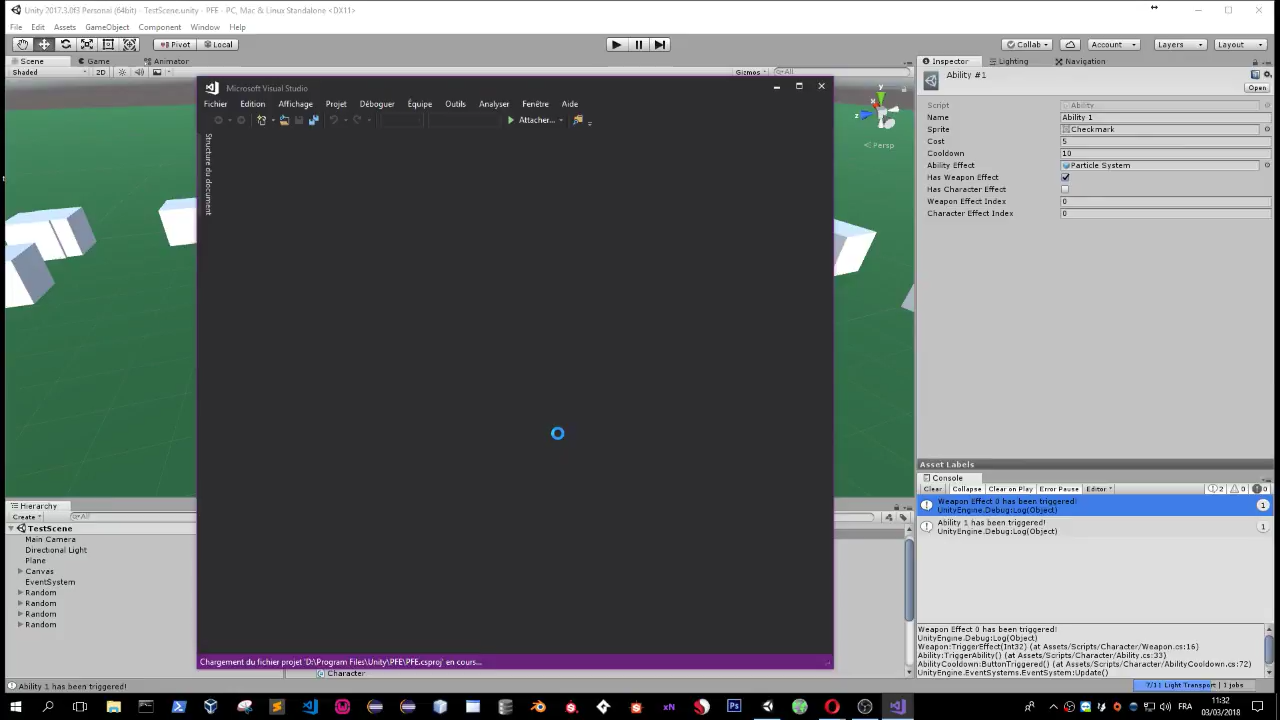 Unity 2017.3.0f3 Personal (64bit) - TestScene.unity - PFE - PC, Mac & Linux Standalone <DX11>
File Edit Assets GameObject Component Window Help
Pivot Local
Collab Account Layers Layout
Scene Game Animator
Shaded 2D Gizmos All
Persp
Microsoft Visual Studio
Fichier Edition Affichage Projet Déboguer Équipe Outils Analyser Fenêtre Aide
Attacher...
Structure du document
Chargement du fichier projet 'D:\Program Files\Unity\PFE\PFE.csproj' en cours...
Inspector Lighting Navigation
Ability #1
Open
Script Ability
Name Ability 1
Sprite Checkmark
Cost 5
Cooldown 10
Ability Effect Particle System
Has Weapon Effect
Has Character Effect
Weapon Effect Index 0
Character Effect Index 0
Asset Labels
Console
Clear Collapse Clear on Play Error Pause Editor 2 0 0
Weapon Effect 0 has been triggered!
UnityEngine.Debug:Log(Object)
1
Ability 1 has been triggered!
UnityEngine.Debug:Log(Object)
1
Weapon Effect 0 has been triggered!
UnityEngine.Debug:Log(Object)
Weapon:TriggerEffect(Int32) (at Assets/Scripts/Character/Weapon.cs:16)
Ability:TriggerAbility() (at Assets/Scripts/Character/Ability.cs:33)
AbilityCooldown:ButtonTriggered() (at Assets/Scripts/Character/AbilityCooldown.cs:72)
UnityEngine.EventSystems.EventSystem:Update()
Hierarchy
Create All
TestScene
Main Camera
Directional Light
Plane
Canvas
EventSystem
Random
Random
Random
Random
Character
Ability 1 has been triggered!
7/11 Light Transport | 1 jobs
FRA
11:32
03/03/2018